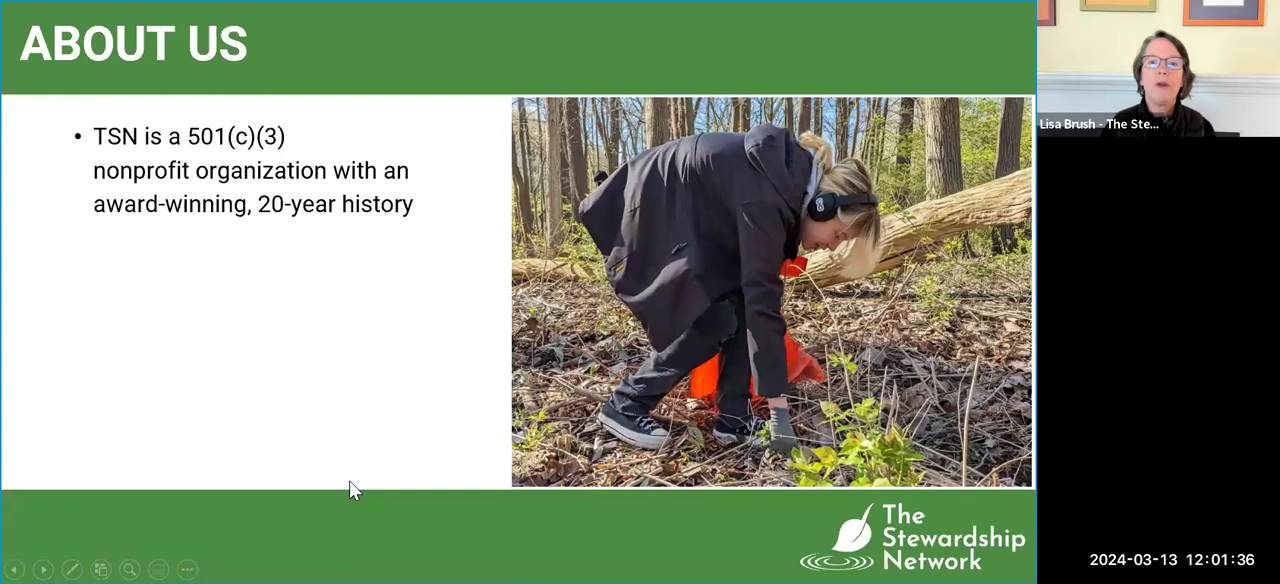 ABOUT US
• TSN is a 501(c)(3)
nonprofit organization with an
award-winning, 20-year history
The
Stewardship
Network
Lisa Brush - The Ste...
2024-03-13 12:01:36